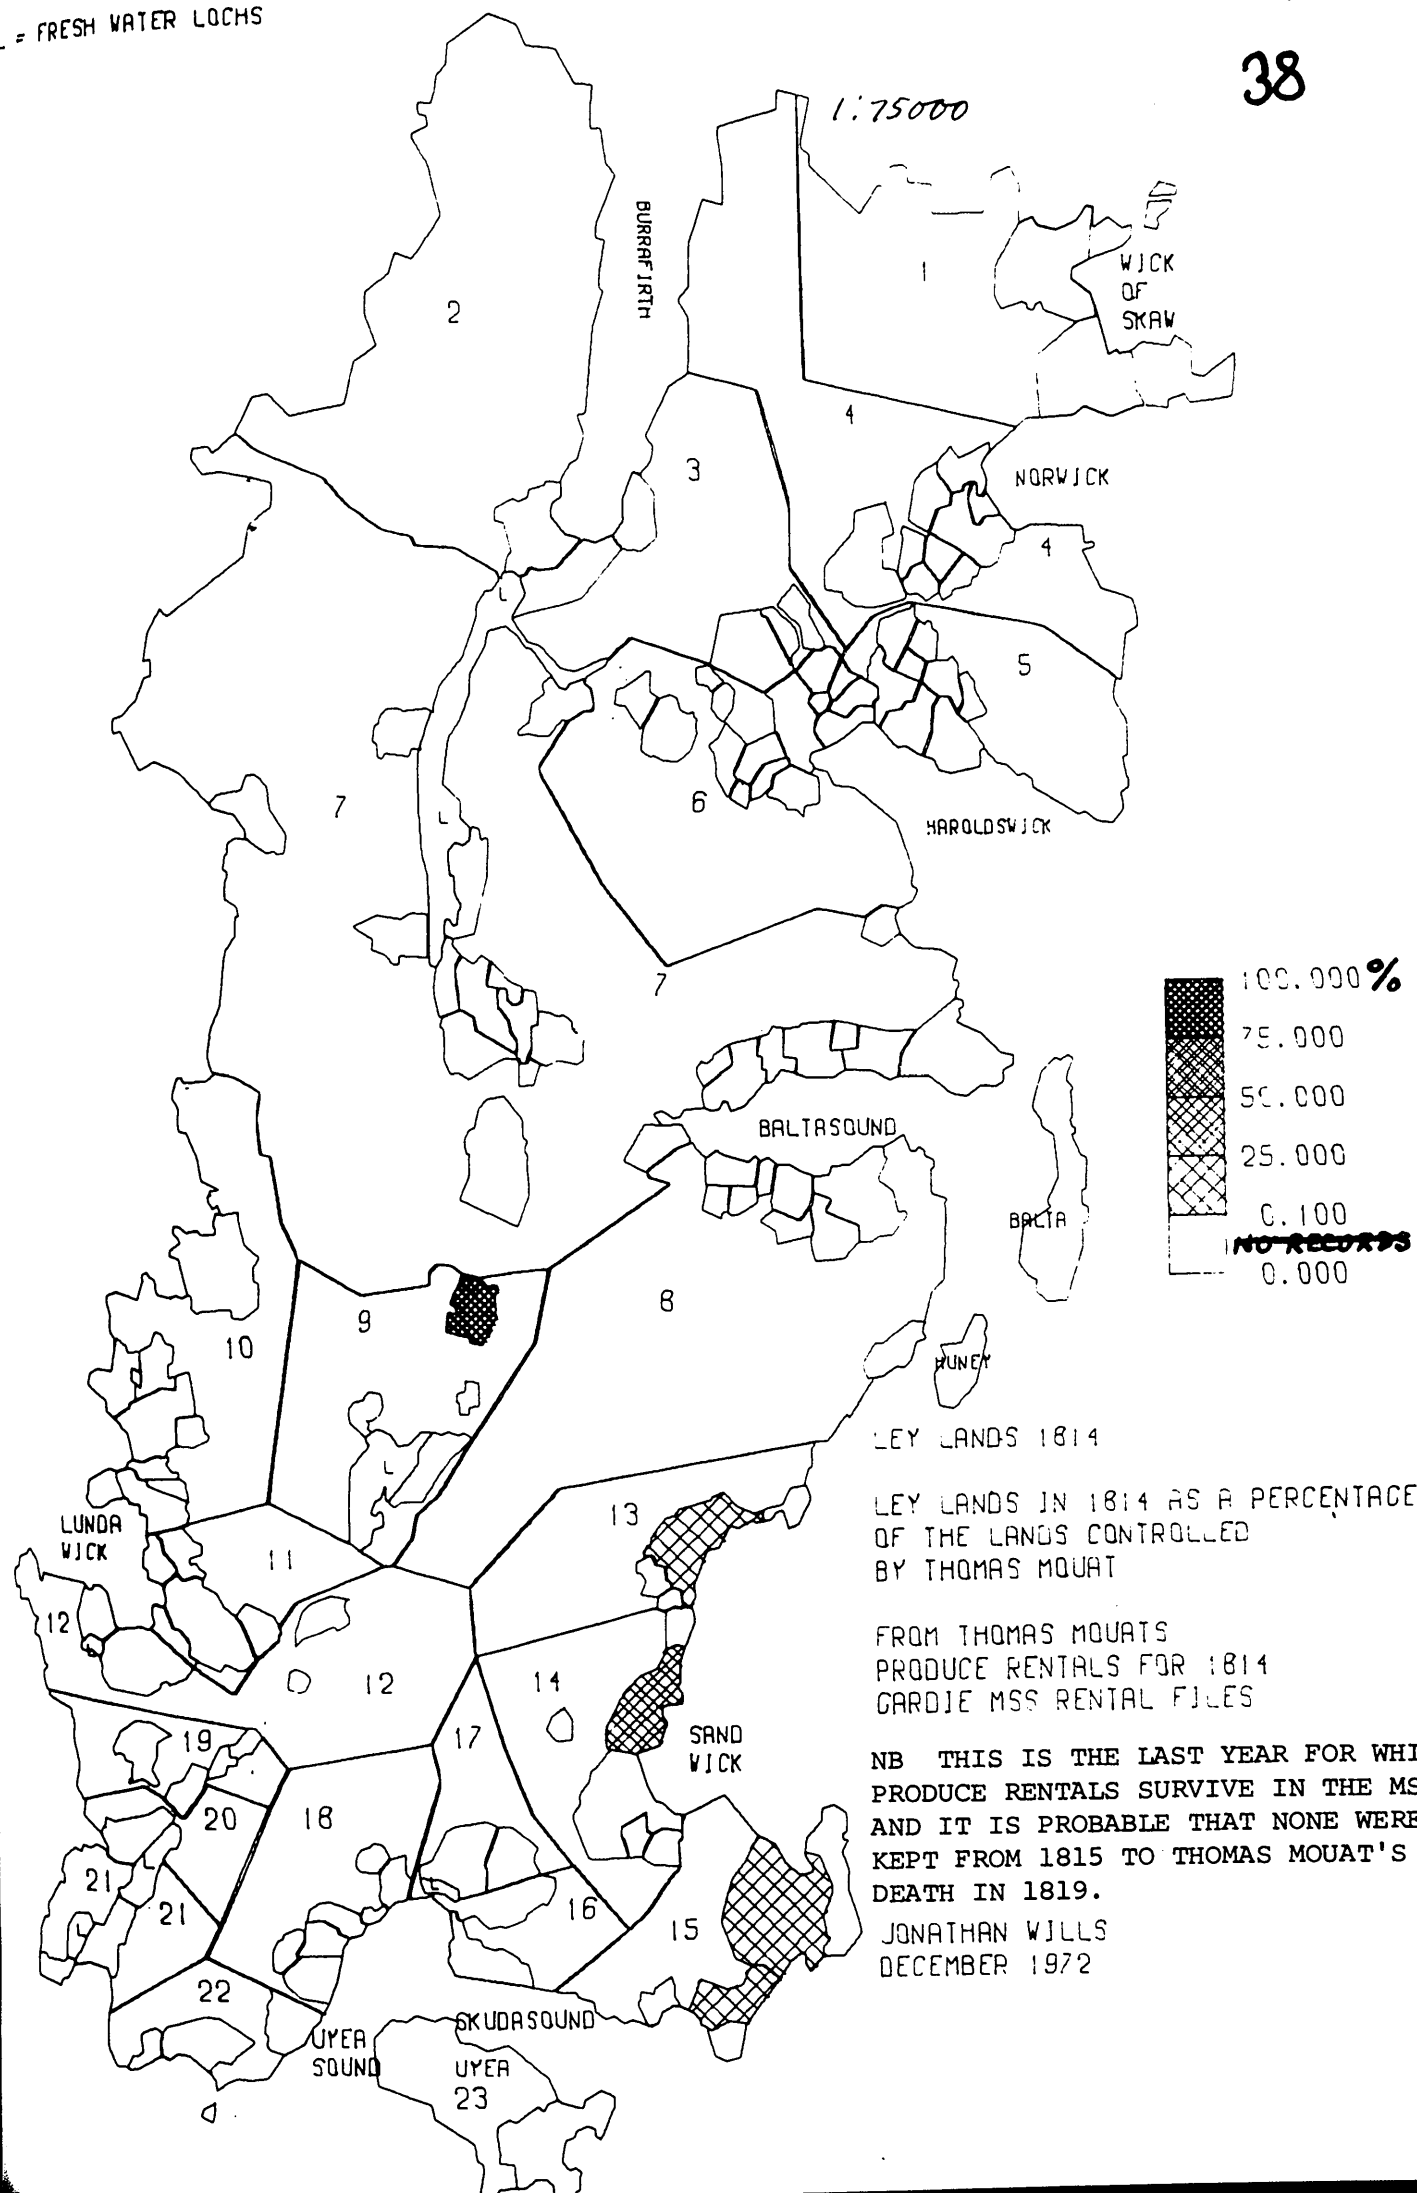 L = FRESH WATER LOCHS
38
1:75000
BURRAFIRTH
1
WICK
OF
SKAW
2
4
3
NORWICK
4
5
L
7
L
6
HAROLDSWICK
7
100.000%
75.000
50.000
25.000
0.100
NO RECORDS
0.000
BALTASOUND
BALTA
8
9
10
HUNEY
L
LEY LANDS 1814
LEY LANDS IN 1814 AS A PERCENTAGE
OF THE LANDS CONTROLLED
BY THOMAS MOUAT
FROM THOMAS MOUATS
PRODUCE RENTALS FOR 1814
GARDIE MSS RENTAL FILES
NB THIS IS THE LAST YEAR FOR WHI
PRODUCE RENTALS SURVIVE IN THE MS
AND IT IS PROBABLE THAT NONE WERE
KEPT FROM 1815 TO THOMAS MOUAT'S
DEATH IN 1819.
JONATHAN WILLS
DECEMBER 1972
13
LUNDA
WICK
11
12
L
12
14
17
SAND
WICK
19
20
18
21
L
L
21
L
16
15
22
SKUDASOUND
UYEA
SOUND
UYEA
23